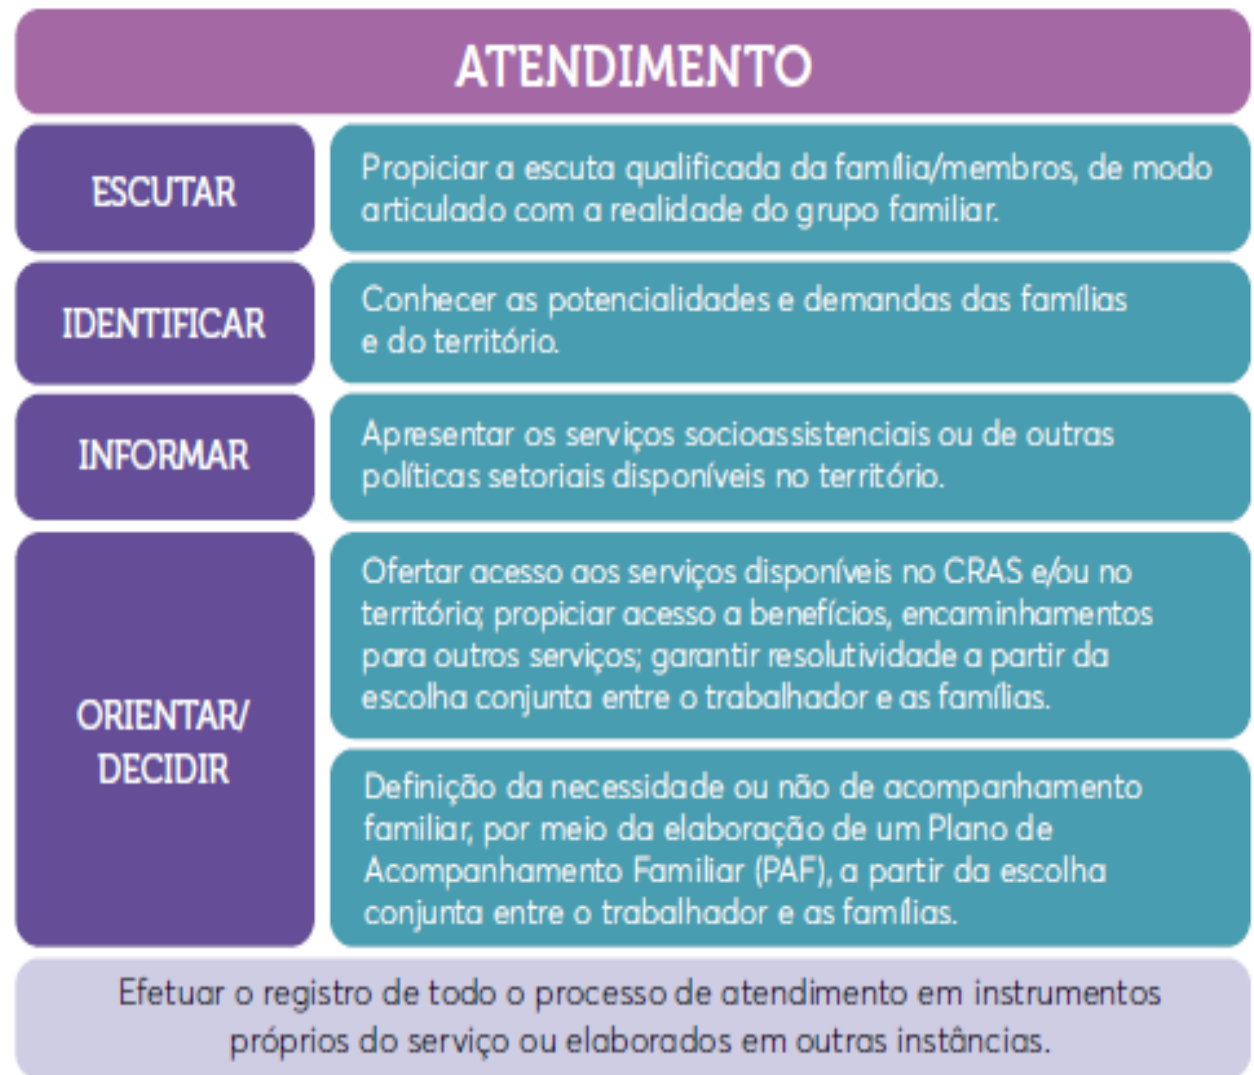 ATENDIMENTO
ESCUTAR
Propiciar a escuta qualificada da família/membros, de modo
articulado com a realidade do grupo familiar.
IDENTIFICAR
Conhecer as potencialidades e demandas das famílias
e do território.
INFORMAR
Apresentar os serviços socioassistenciais ou de outras
políticas setoriais disponíveis no território.
ORIENTAR/
DECIDIR
Ofertar acesso aos serviços disponíveis no CRAS e/ou no
território; propiciar acesso a benefícios, encaminhamentos
para outros serviços; garantir resolutividade a partir da
escolha conjunta entre o trabalhador e as famílias.
Definição da necessidade ou não de acompanhamento
familiar, por meio da elaboração de um Plano de
Acompanhamento Familiar (PAF), a partir da escolha
conjunta entre o trabalhador e as famílias.
Efetuar o registro de todo o processo de atendimento em instrumentos
próprios do serviço ou elaborados em outras instâncias.